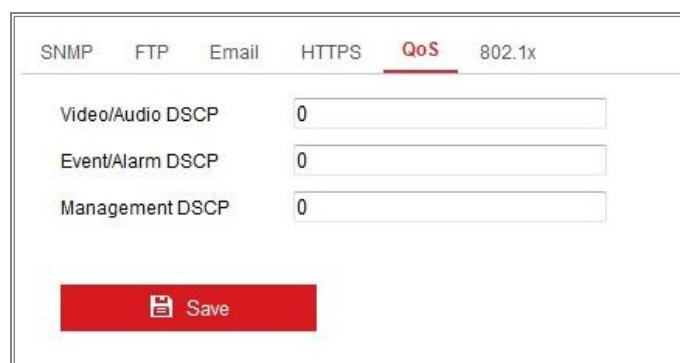 SNMP FTP Email HTTPS QoS 802.1x
Video/Audio DSCP 0
Event/Alarm DSCP 0
Management DSCP 0
Save